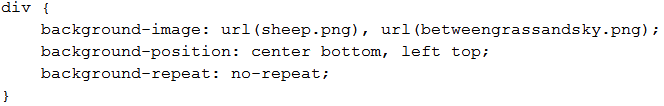 div {
background-image: url(sheep.png), url(betweengrassandsky.png);
background-position: center bottom, left top;
background-repeat: no-repeat;
}